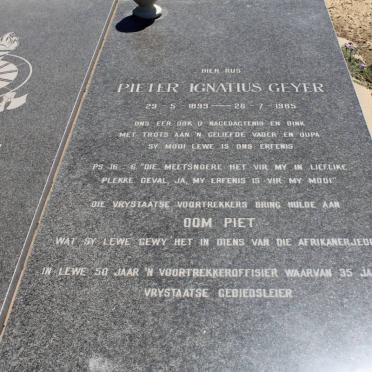 HIER RUS
PIETER IGNATIUS GEYER
29-5-1899 — 26-7-1985
ONS EER OOK U NAGEDAGTENIS EN DINK
MET TROTS AAN 'N GELIEFDE VADER EN OUPA
SY MOOI LEWE IS ONS ERFENIS
PS 16: 6 "DIE MEETSNOERE HET VIR MY IN LIEFLIKE
PLEKKE GEVAL, JA, MY ERFENIS IS VIR MY MOOI"
DIE VRYSTAATSE VOORTREKKERS BRING HULDE AAN
OOM PIET
WAT SY LEWE GEWY HET IN DIENS VAN DIE AFRIKANERJEUG
IN LEWE 50 JAAR 'N VOORTREKKEROFFISIER WAARVAN 35 JA
VRYSTAATSE GEBIEDSLEIER